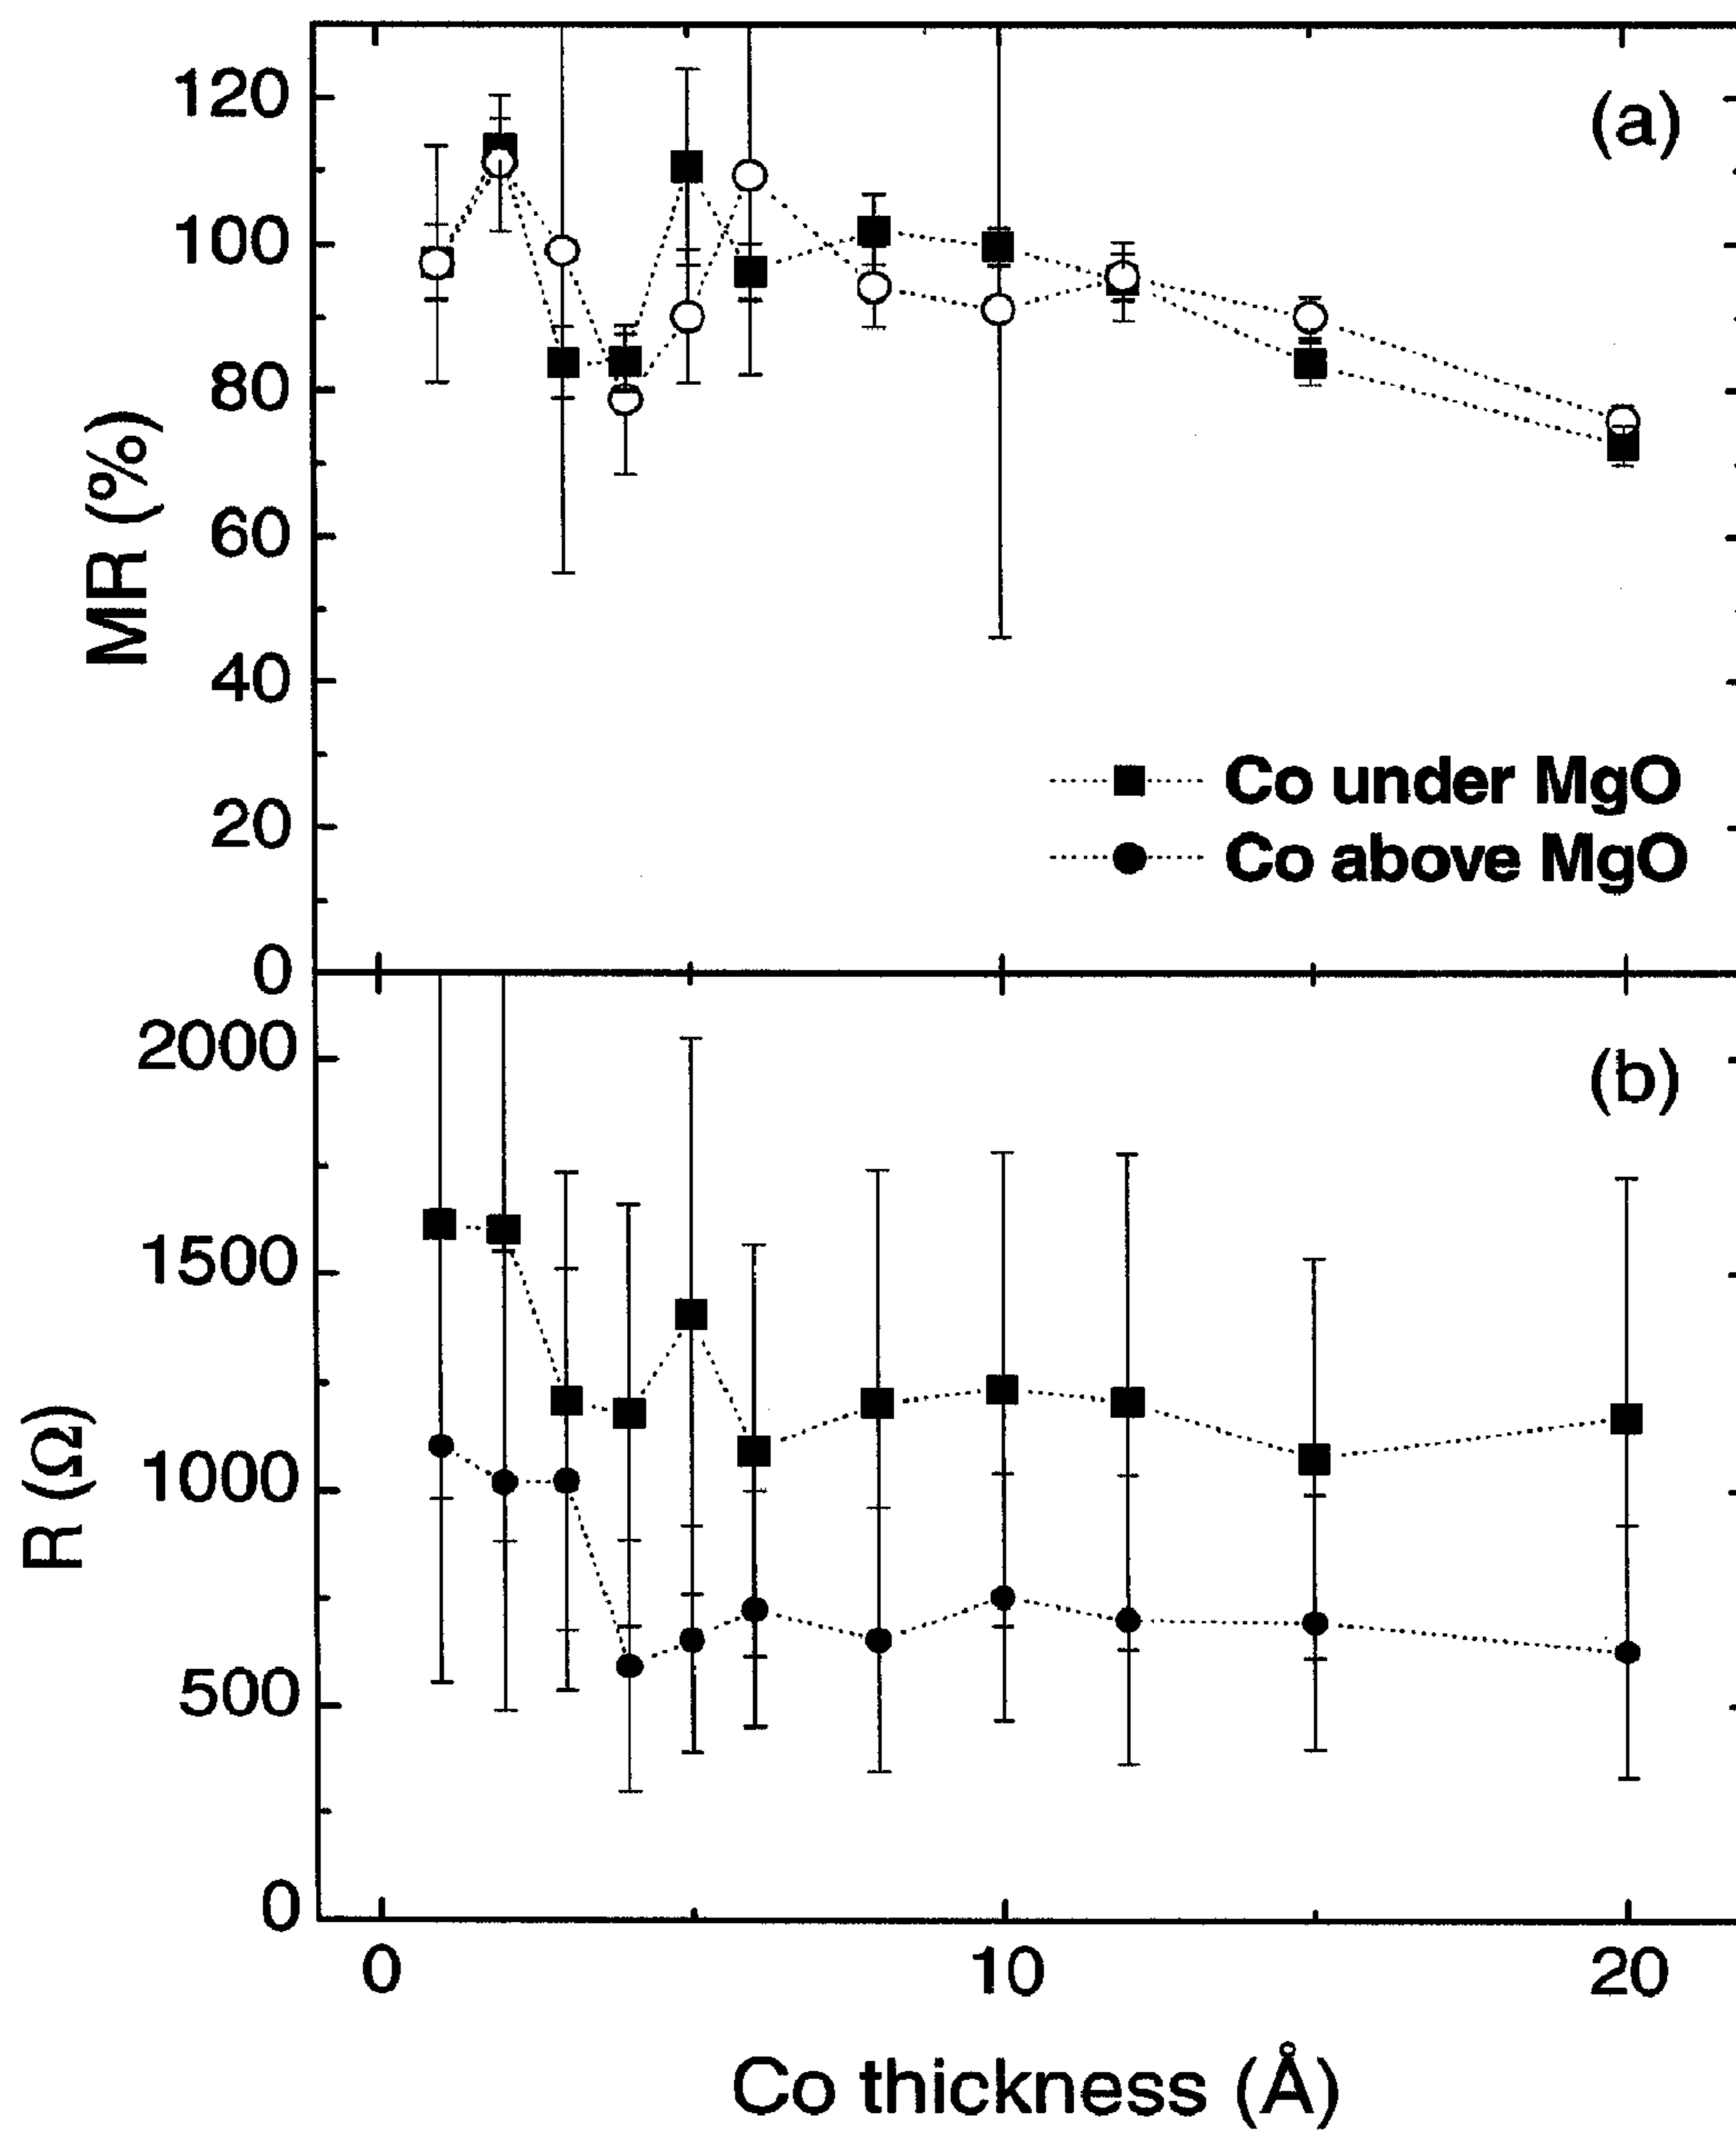 (a)
120
100
80
60
40
20
0
MR (%)
Co under MgO
Co above MgO
(b)
2000
1500
1000
500
0
R (Ω)
0 10 20
Co thickness (Å)